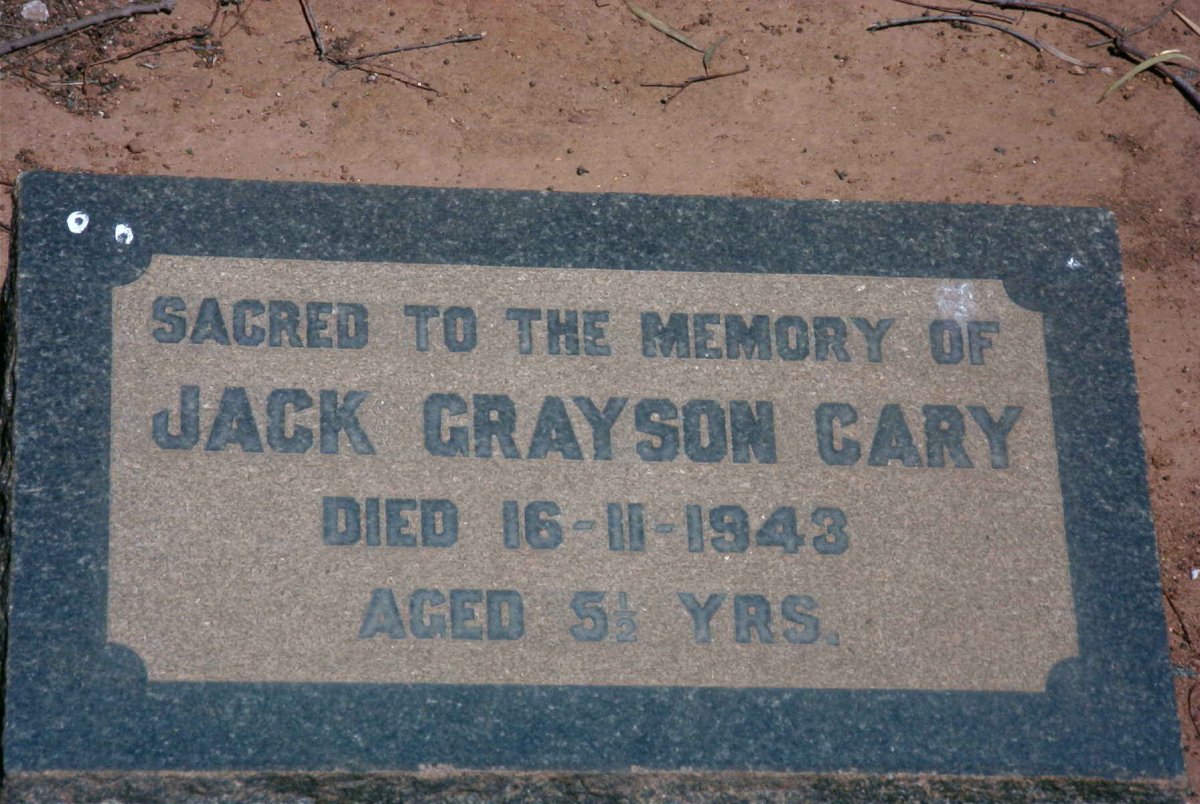 SACRED TO THE MEMORY OF
JACK GRAYSON CARY
DIED 16-11-1943
AGED 5½ YRS.